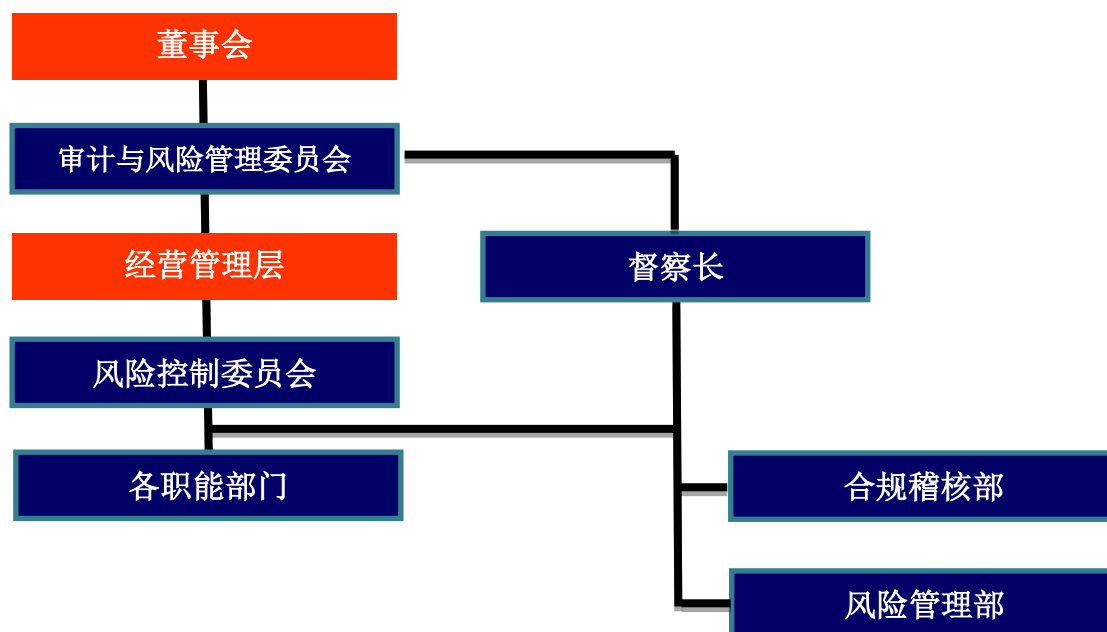 董事会
审计与风险管理委员会
经营管理层
督察长
风险控制委员会
各职能部门
合规稽核部
风险管理部